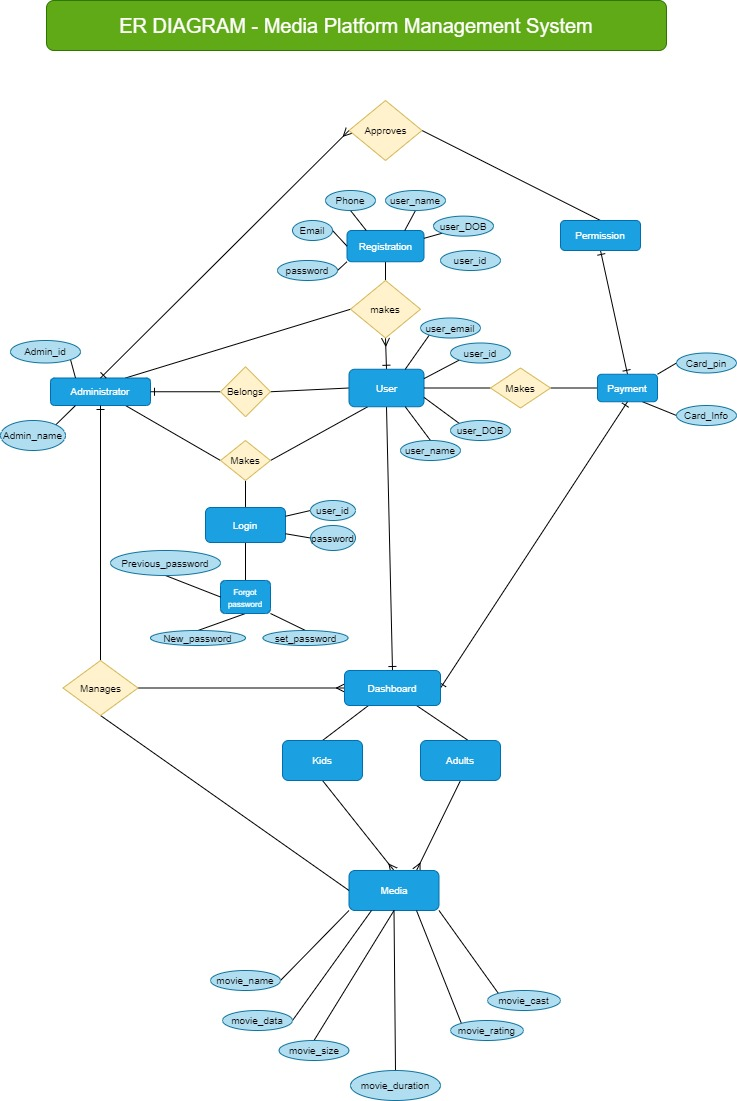 ER DIAGRAM - Media Platform Management System
Approves
Phone
user_name
Email
user_DOB
Permission
Registration
user_id
password
makes
user_email
Admin_id
user_id
Card_pin
Administrator
Belongs
User
Makes
Payment
Card_Info
Admin_name
user_DOB
user_name
Makes
user_id
Login
password
Previous_password
Forgot
password
New_password
set_password
Manages
Dashboard
Kids
Adults
Media
movie_name
movie_cast
movie_data
movie_rating
movie_size
movie_duration